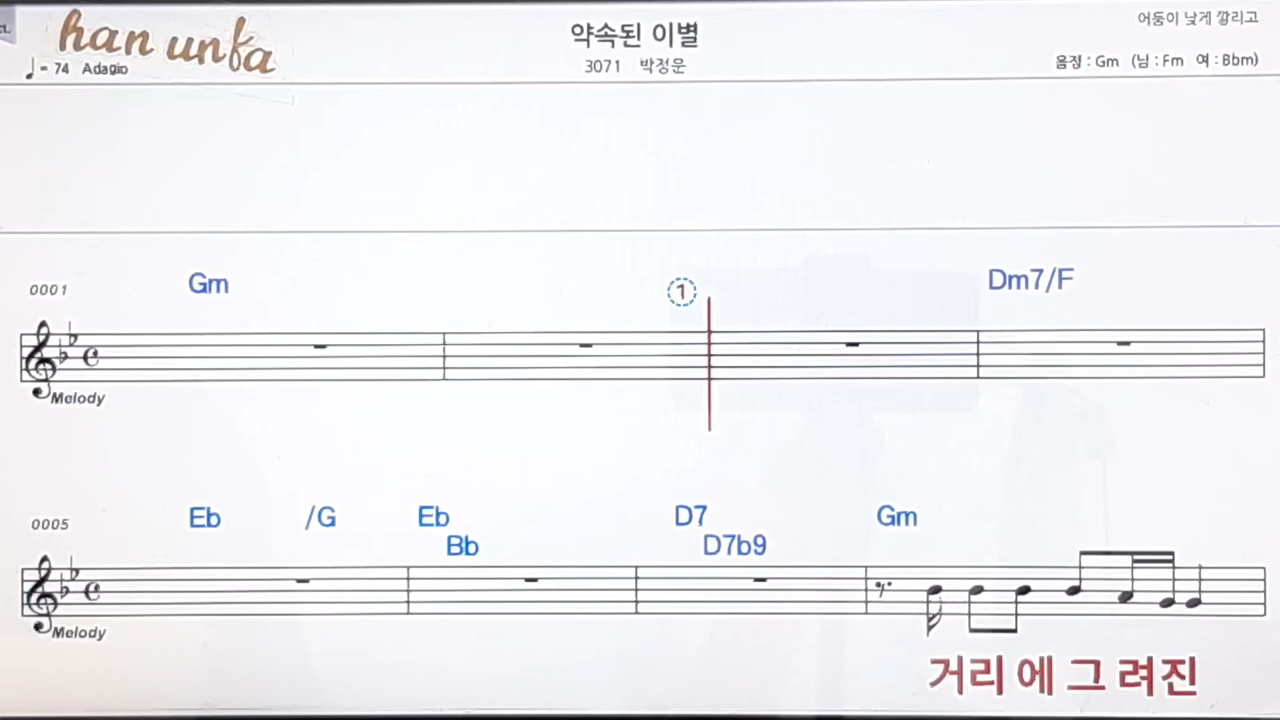 han unfa
♩= 74 Adagio
약속된 이별
3071 박정운
어둠이 낮게 깔리고
음정 : Gm (남 : Fm 여 : Bbm)
0001
Gm
1
Dm7/F
Melody
0005
Eb /G Eb D7 Gm
Bb D7b9
Melody
거리 에 그 려진